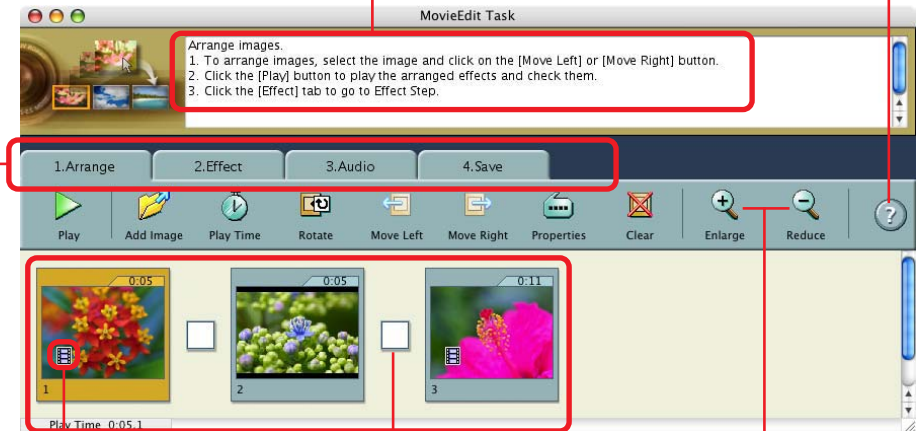 MovieEdit Task
Arrange images.
1. To arrange images, select the image and click on the [Move Left] or [Move Right] button.
2. Click the [Play] button to play the arranged effects and check them.
3. Click the [Effect] tab to go to Effect Step.
1.Arrange 2.Effect 3.Audio 4.Save
Play Add Image Play Time Rotate Move Left Move Right Properties Clear Enlarge Reduce ?
0:05 0:05 0:11
1 2 3
Play Time 0:05.1